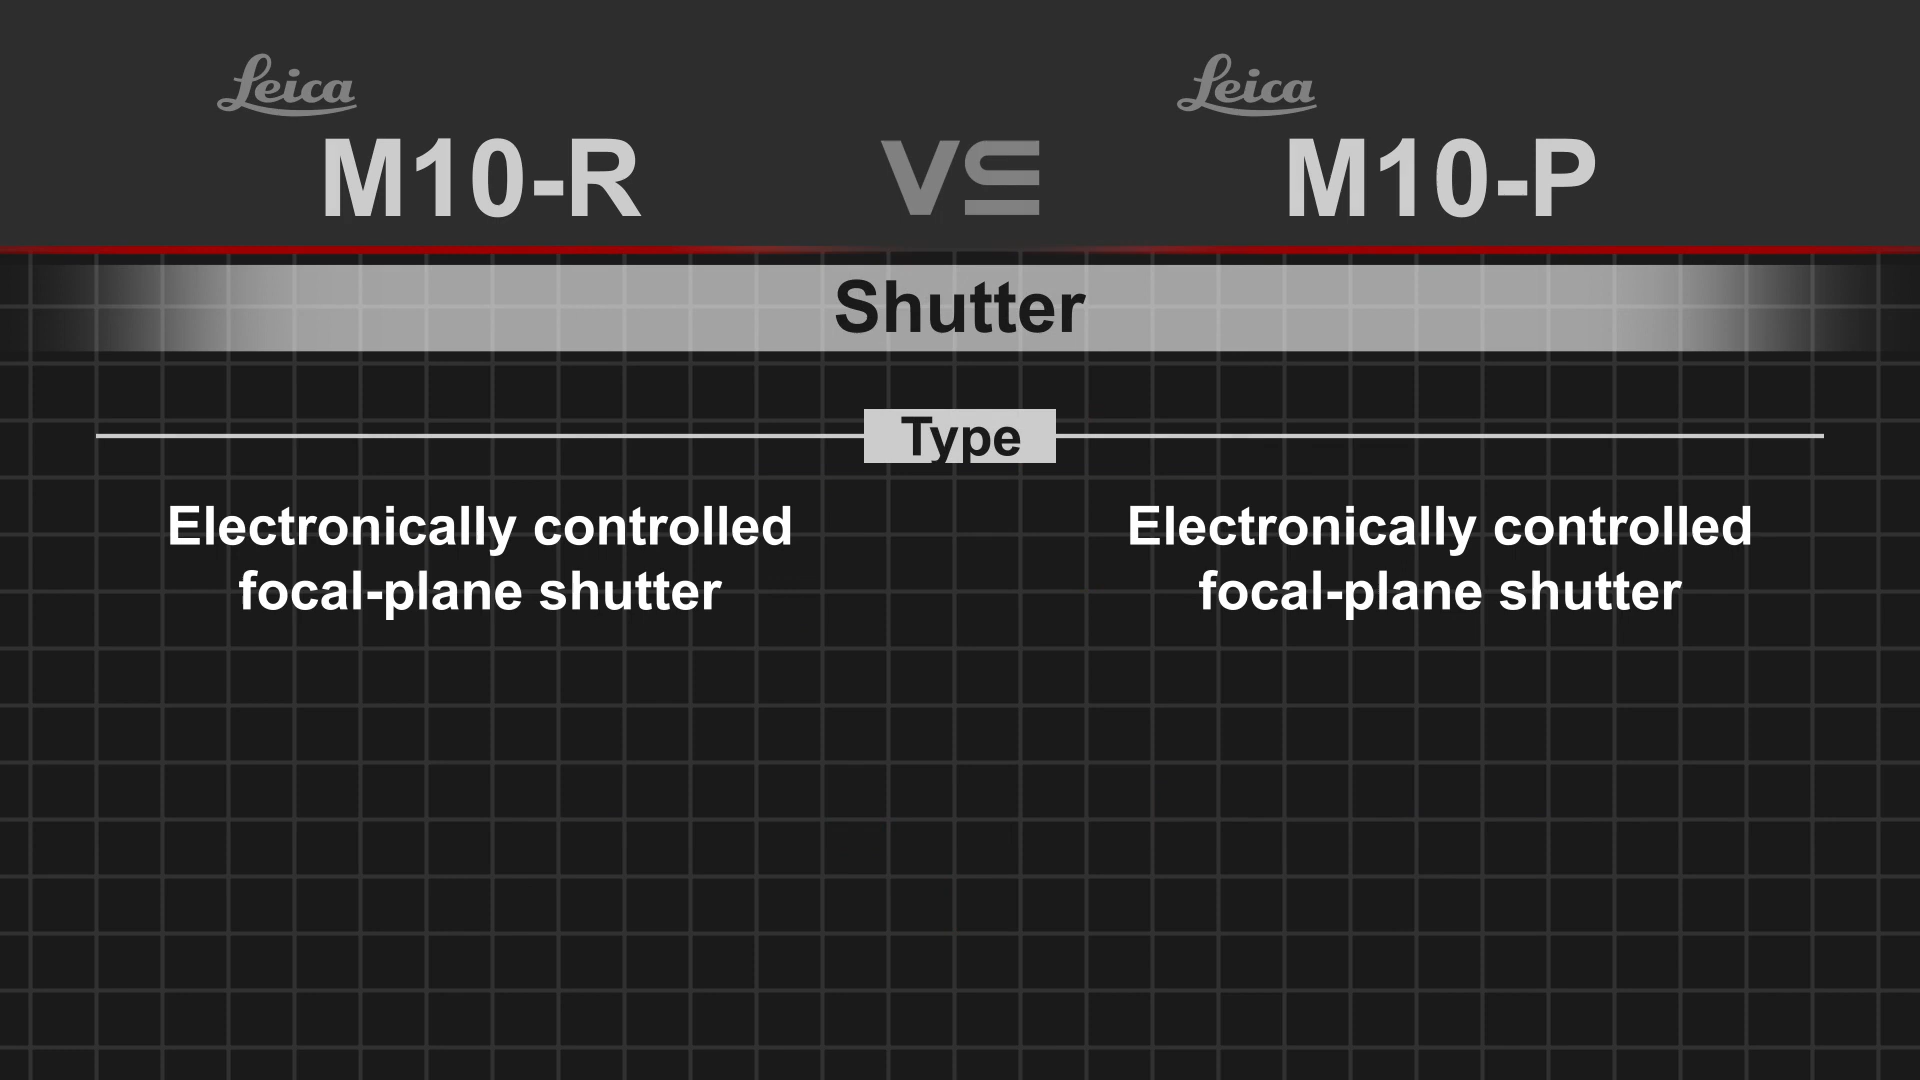 Leica
M10-R
VS
Leica
M10-P
Shutter
Type
Electronically controlled
focal-plane shutter
Electronically controlled
focal-plane shutter